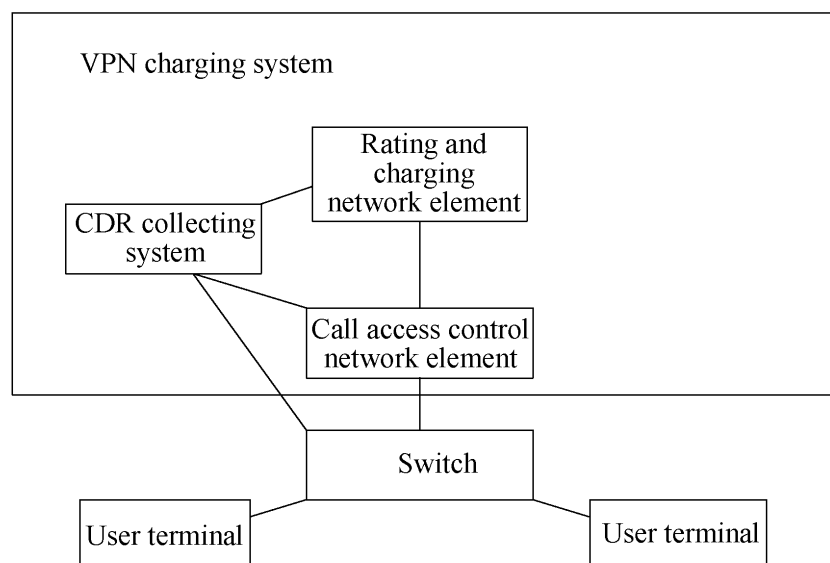 VPN charging system
Rating and
charging
network element
CDR collecting
system
Call access control
network element
Switch
User terminal
User terminal